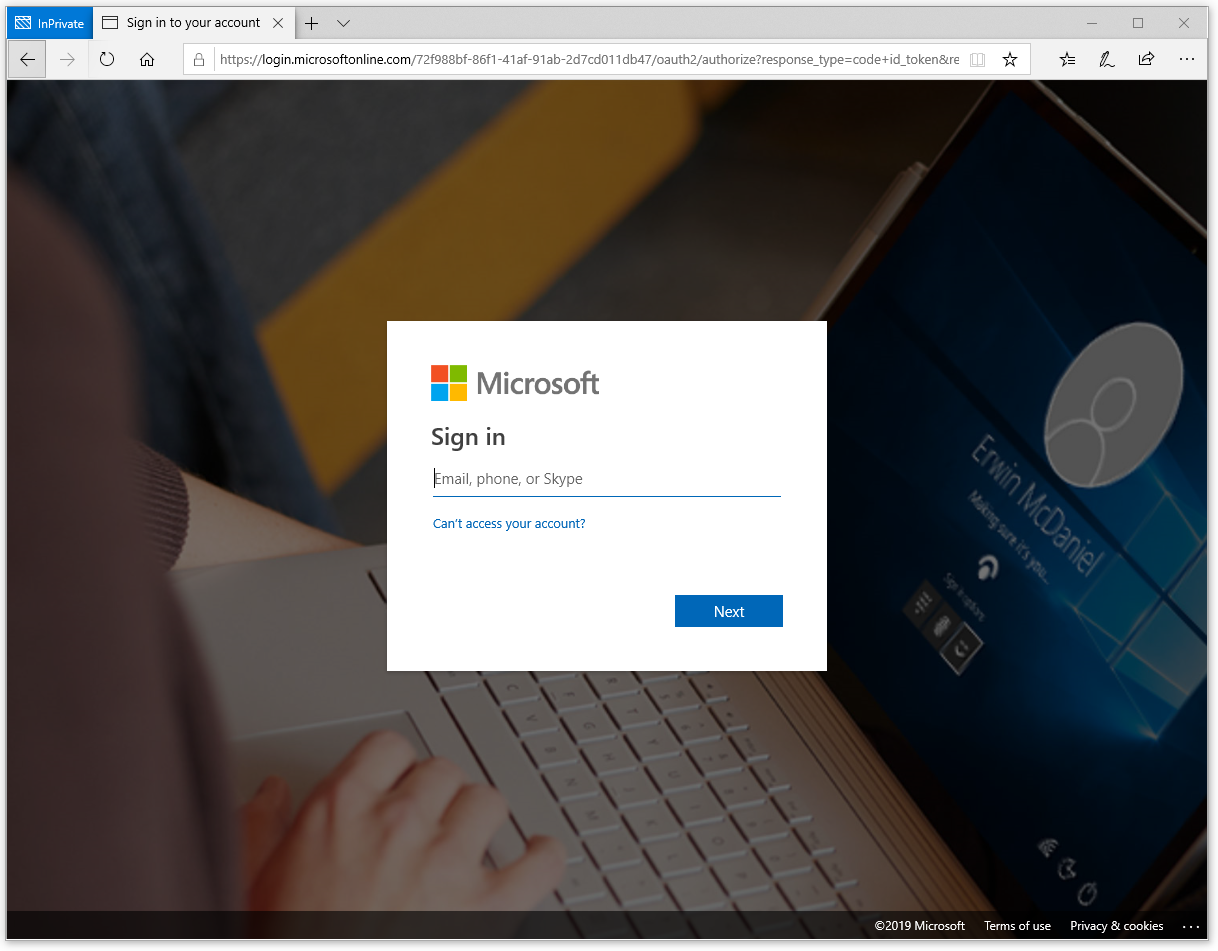 InPrivate
Sign in to your account
https://login.microsoftonline.com/72f988bf-86f1-41af-91ab-2d7cd011db47/oauth2/authorize?response_type=code+id_token&re
Microsoft
Sign in
Email, phone, or Skype
Can't access your account?
Next
Erwin McDaniel
Making sure it's you...
Sign-in options
©2019 Microsoft
Terms of use
Privacy & cookies